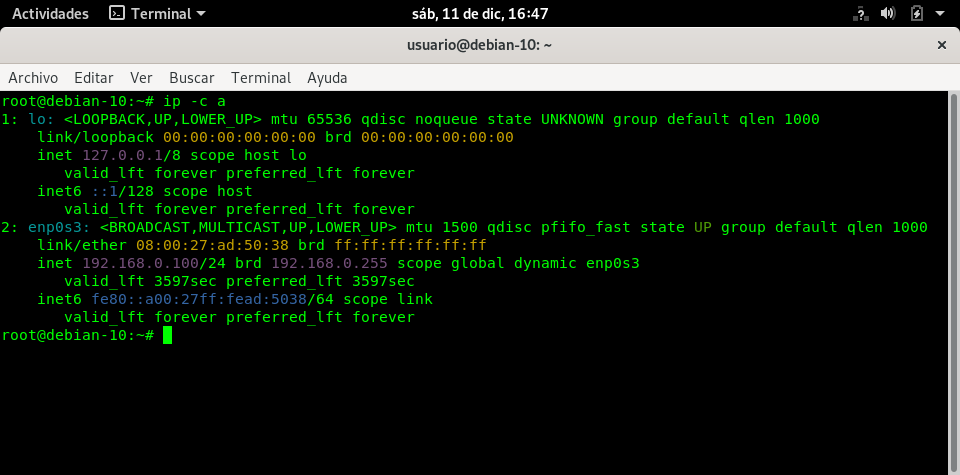 Actividades Terminal sáb, 11 de dic, 16:47
usuario@debian-10: ~
Archivo Editar Ver Buscar Terminal Ayuda
root@debian-10:~# ip -c a
1: lo: <LOOPBACK,UP,LOWER_UP> mtu 65536 qdisc noqueue state UNKNOWN group default qlen 1000
    link/loopback 00:00:00:00:00:00 brd 00:00:00:00:00:00
    inet 127.0.0.1/8 scope host lo
       valid_lft forever preferred_lft forever
    inet6 ::1/128 scope host
       valid_lft forever preferred_lft forever
2: enp0s3: <BROADCAST,MULTICAST,UP,LOWER_UP> mtu 1500 qdisc pfifo_fast state UP group default qlen 1000
    link/ether 08:00:27:ad:50:38 brd ff:ff:ff:ff:ff:ff
    inet 192.168.0.100/24 brd 192.168.0.255 scope global dynamic enp0s3
       valid_lft 3597sec preferred_lft 3597sec
    inet6 fe80::a00:27ff:fead:5038/64 scope link
       valid_lft forever preferred_lft forever
root@debian-10:~#